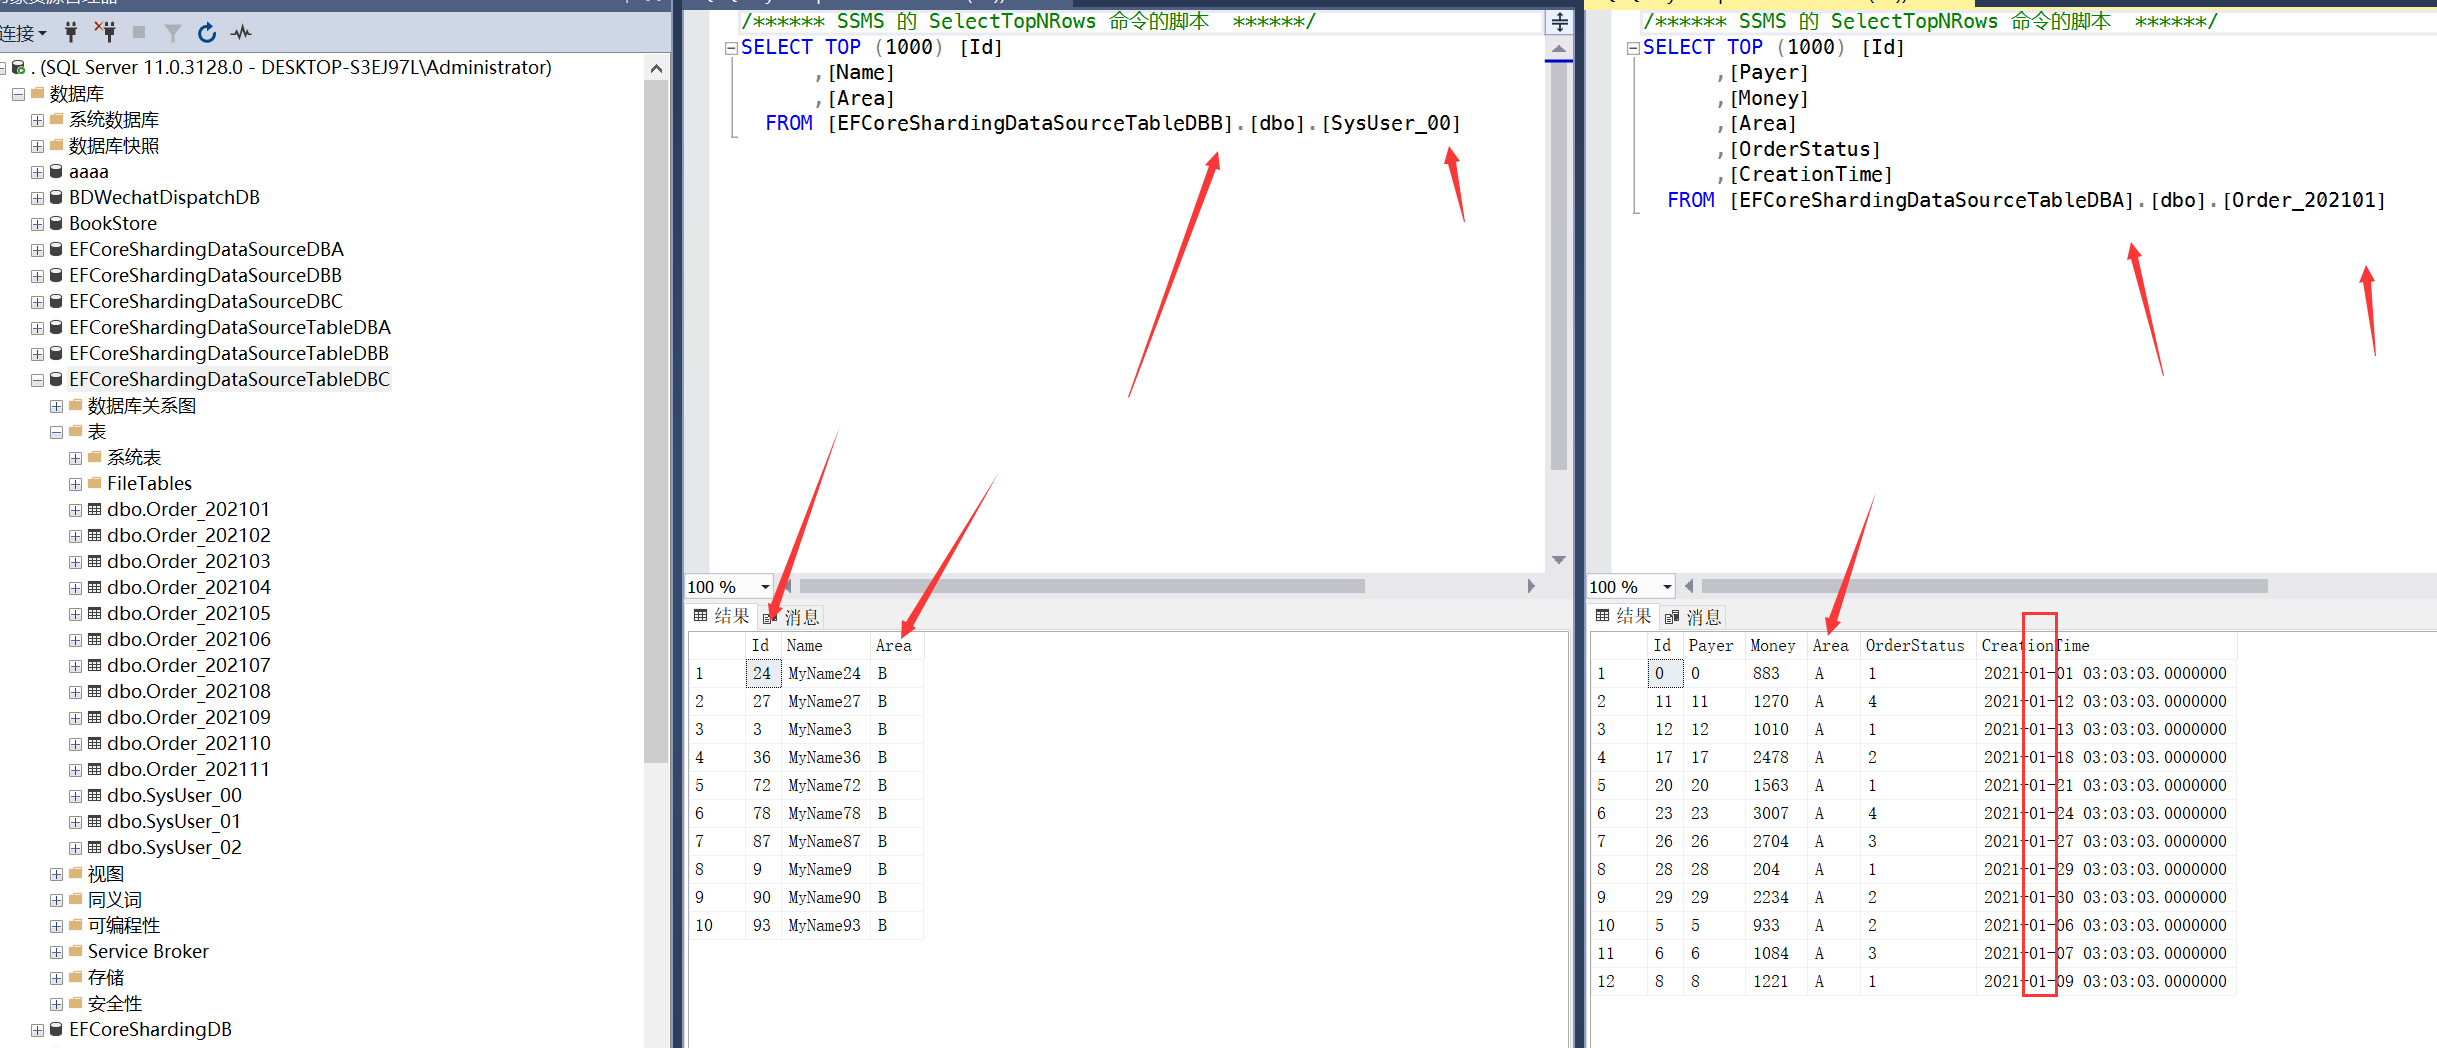 连接
. (SQL Server 11.0.3128.0 - DESKTOP-S3EJ97L\Administrator)
数据库
系统数据库
数据库快照
aaaa
BDWechatDispatchDB
BookStore
EFCoreShardingDataSourceDBA
EFCoreShardingDataSourceDBB
EFCoreShardingDataSourceDBC
EFCoreShardingDataSourceTableDBA
EFCoreShardingDataSourceTableDBB
EFCoreShardingDataSourceTableDBC
数据库关系图
表
系统表
FileTables
dbo.Order_202101
dbo.Order_202102
dbo.Order_202103
dbo.Order_202104
dbo.Order_202105
dbo.Order_202106
dbo.Order_202107
dbo.Order_202108
dbo.Order_202109
dbo.Order_202110
dbo.Order_202111
dbo.SysUser_00
dbo.SysUser_01
dbo.SysUser_02
视图
同义词
可编程性
Service Broker
存储
安全性
EFCoreShardingDB
/****** SSMS 的 SelectTopNRows 命令的脚本  ******/
SELECT TOP (1000) [Id]
,[Name]
,[Area]
FROM [EFCoreShardingDataSourceTableDBB].[dbo].[SysUser_00]
100 %
结果 消息
Id Name Area
1 24 MyName24 B
2 27 MyName27 B
3 3 MyName3 B
4 36 MyName36 B
5 72 MyName72 B
6 78 MyName78 B
7 87 MyName87 B
8 9 MyName9 B
9 90 MyName90 B
10 93 MyName93 B
/****** SSMS 的 SelectTopNRows 命令的脚本  ******/
SELECT TOP (1000) [Id]
,[Payer]
,[Money]
,[Area]
,[OrderStatus]
,[CreationTime]
FROM [EFCoreShardingDataSourceTableDBA].[dbo].[Order_202101]
100 %
结果 消息
Id Payer Money Area OrderStatus CreationTime
1 0 0 883 A 1 2021-01-01 03:03:03.0000000
2 11 11 1270 A 4 2021-01-12 03:03:03.0000000
3 12 12 1010 A 1 2021-01-13 03:03:03.0000000
4 17 17 2478 A 2 2021-01-18 03:03:03.0000000
5 20 20 1563 A 1 2021-01-21 03:03:03.0000000
6 23 23 3007 A 4 2021-01-24 03:03:03.0000000
7 26 26 2704 A 3 2021-01-27 03:03:03.0000000
8 28 28 204 A 1 2021-01-29 03:03:03.0000000
9 29 29 2234 A 2 2021-01-30 03:03:03.0000000
10 5 5 933 A 2 2021-01-06 03:03:03.0000000
11 6 6 1084 A 3 2021-01-07 03:03:03.0000000
12 8 8 1221 A 1 2021-01-09 03:03:03.0000000